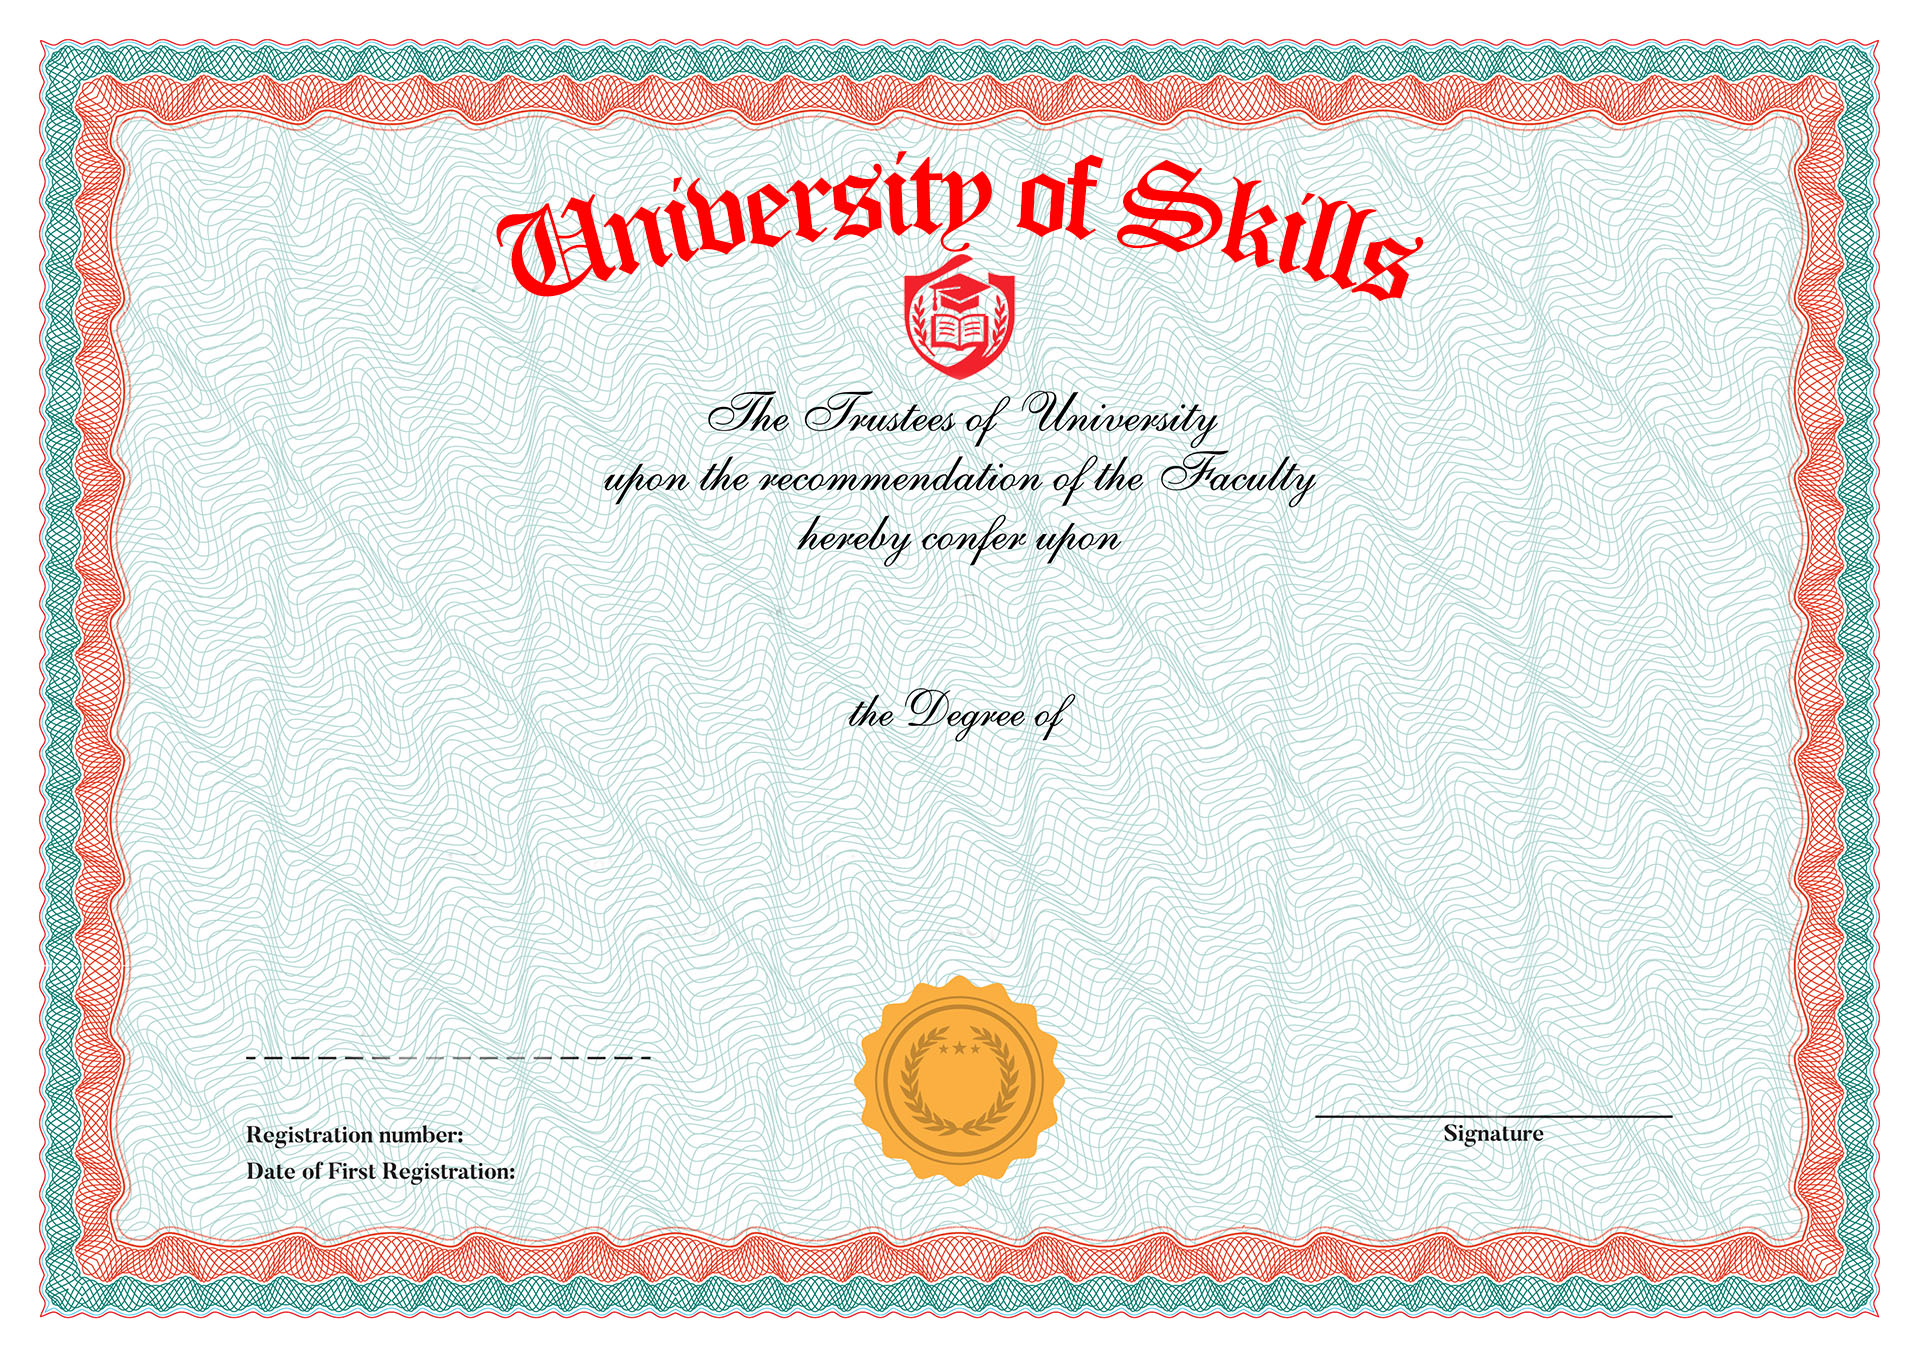 University of Skills
The Trustees of University
upon the recommendation of the Faculty
hereby confer upon
the Degree of
Registration number:
Date of First Registration:
Signature